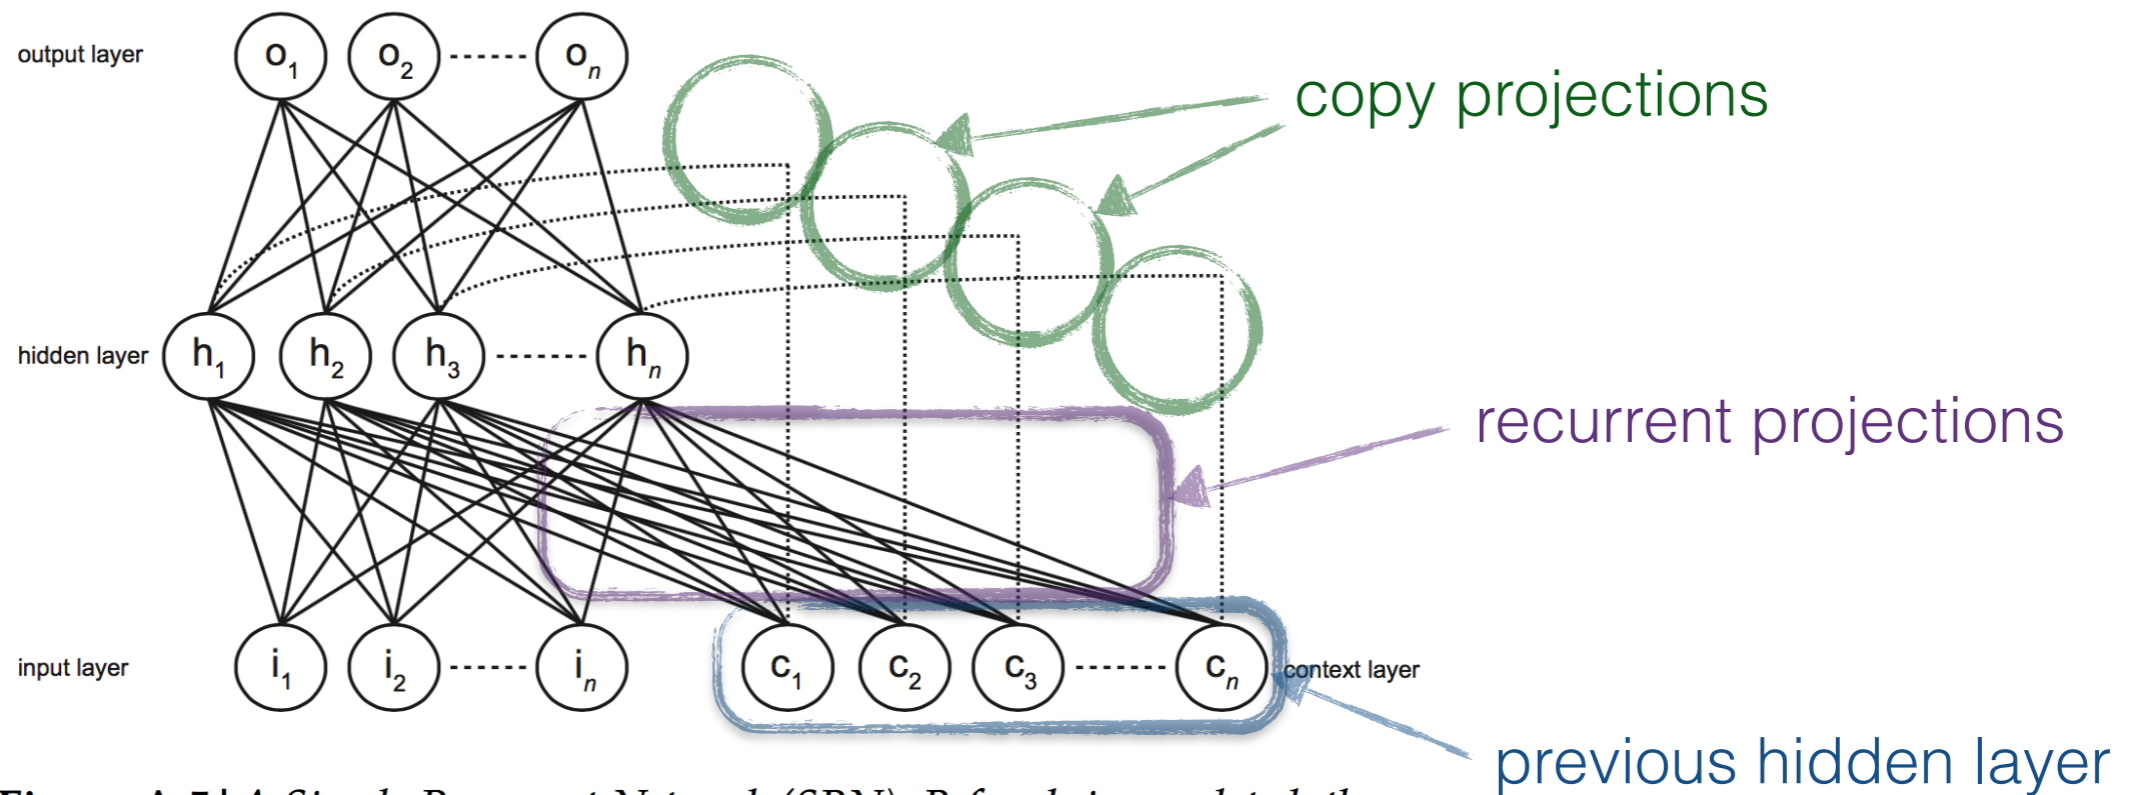 output layer
o1 o2 on
copy projections
hidden layer
h1 h2 h3 hn
recurrent projections
input layer
i1 i2 in
c1 c2 c3 cn
context layer
previous hidden layer